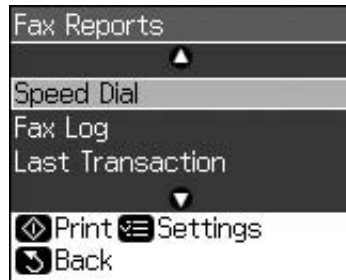 Fax Reports
Speed Dial
Fax Log
Last Transaction
Print Settings
Back